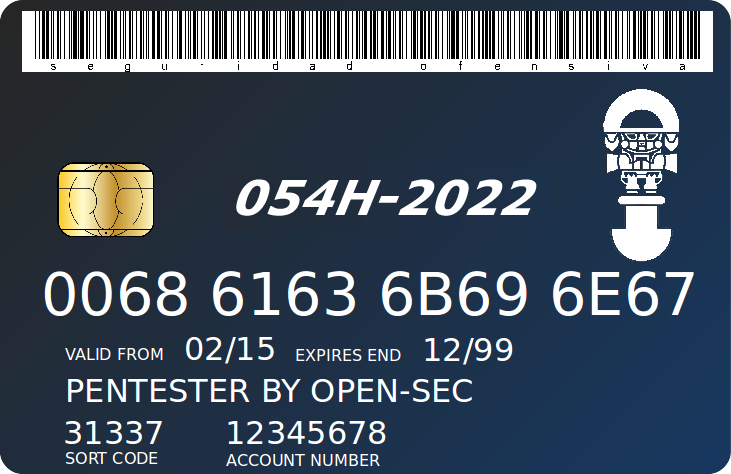 s e g u r i d a d o f e n s i v a
054H-2022
0068 6163 6B69 6E67
VALID FROM 02/15 EXPIRES END 12/99
PENTESTER BY OPEN-SEC
31337 12345678
SORT CODE ACCOUNT NUMBER